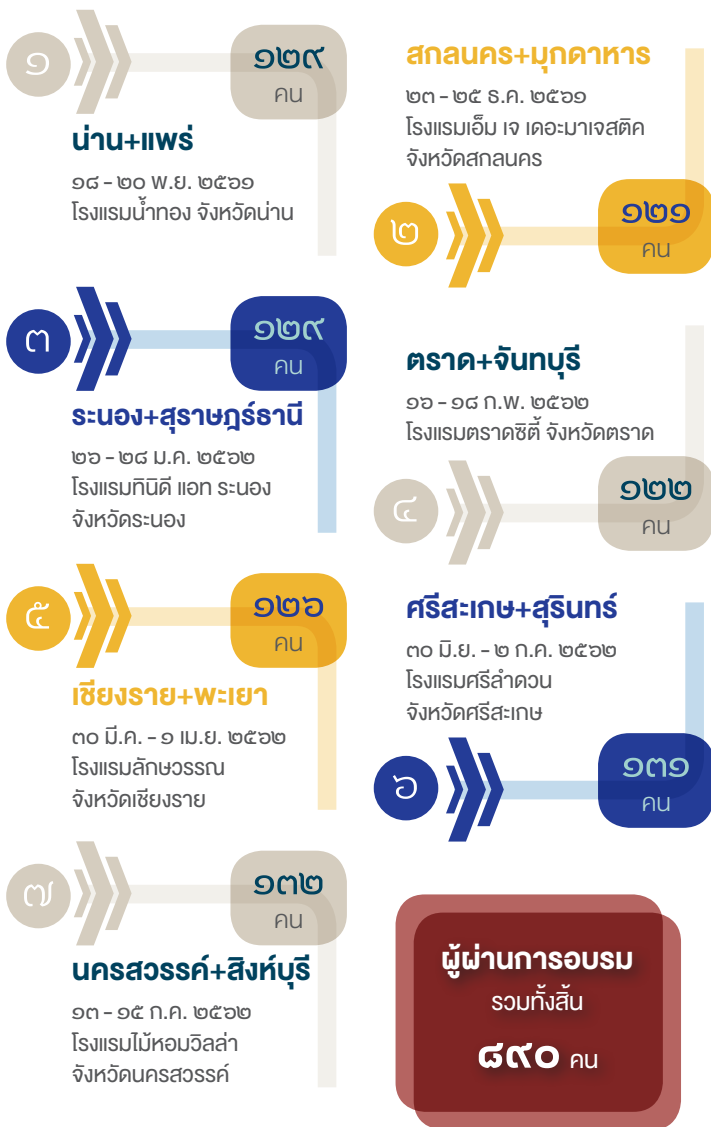 ๑
๑๒๙
คน
น่าน+แพร่
๑๘ - ๒๐ พ.ย. ๒๕๖๑
โรงแรมน้ำทอง จังหวัดน่าน
สกลนคร+มุกดาหาร
๒๓ - ๒๕ ธ.ค. ๒๕๖๑
โรงแรมเอ็ม เจ เดอะมาเจสติค
จังหวัดสกลนคร
๒
๑๒๑
คน
๓
๑๒๙
คน
ระนอง+สุราษฎร์ธานี
๒๖ - ๒๘ ม.ค. ๒๕๖๒
โรงแรมทินิดี แอท ระนอง
จังหวัดระนอง
ตราด+จันทบุรี
๑๖ - ๑๘ ก.พ. ๒๕๖๒
โรงแรมตราดซิตี้ จังหวัดตราด
๔
๑๒๒
คน
๕
๑๒๖
คน
เชียงราย+พะเยา
๓๐ มี.ค. - ๑ เม.ย. ๒๕๖๒
โรงแรมลักษวรรณ
จังหวัดเชียงราย
ศรีสะเกษ+สุรินทร์
๓๐ มิ.ย. - ๒ ก.ค. ๒๕๖๒
โรงแรมศรีลำดวน
จังหวัดศรีสะเกษ
๖
๑๓๑
คน
๗
๑๓๒
คน
นครสวรรค์+สิงห์บุรี
๑๓ - ๑๕ ก.ค. ๒๕๖๒
โรงแรมไม้หอมวิลล่า
จังหวัดนครสวรรค์
ผู้ผ่านการอบรม
รวมทั้งสิ้น
๘๙๐ คน